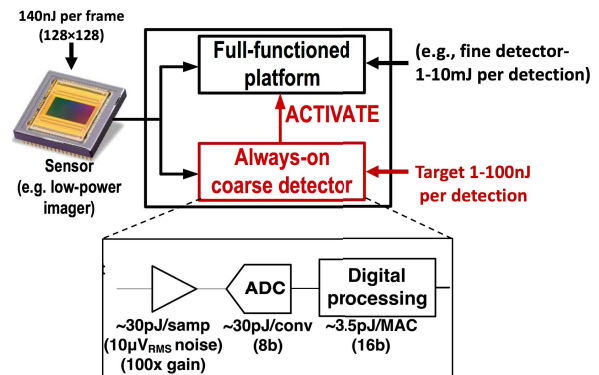 140nJ per frame
(128×128)
Full-functioned
platform
(e.g., fine detector-
1-10mJ per detection)
ACTIVATE
Sensor
(e.g. low-power
imager)
Always-on
coarse detector
Target 1-100nJ
per detection
ADC
Digital
processing
~30pJ/samp
(10µVRMS noise)
(100x gain)
~30pJ/conv
(8b)
~3.5pJ/MAC
(16b)